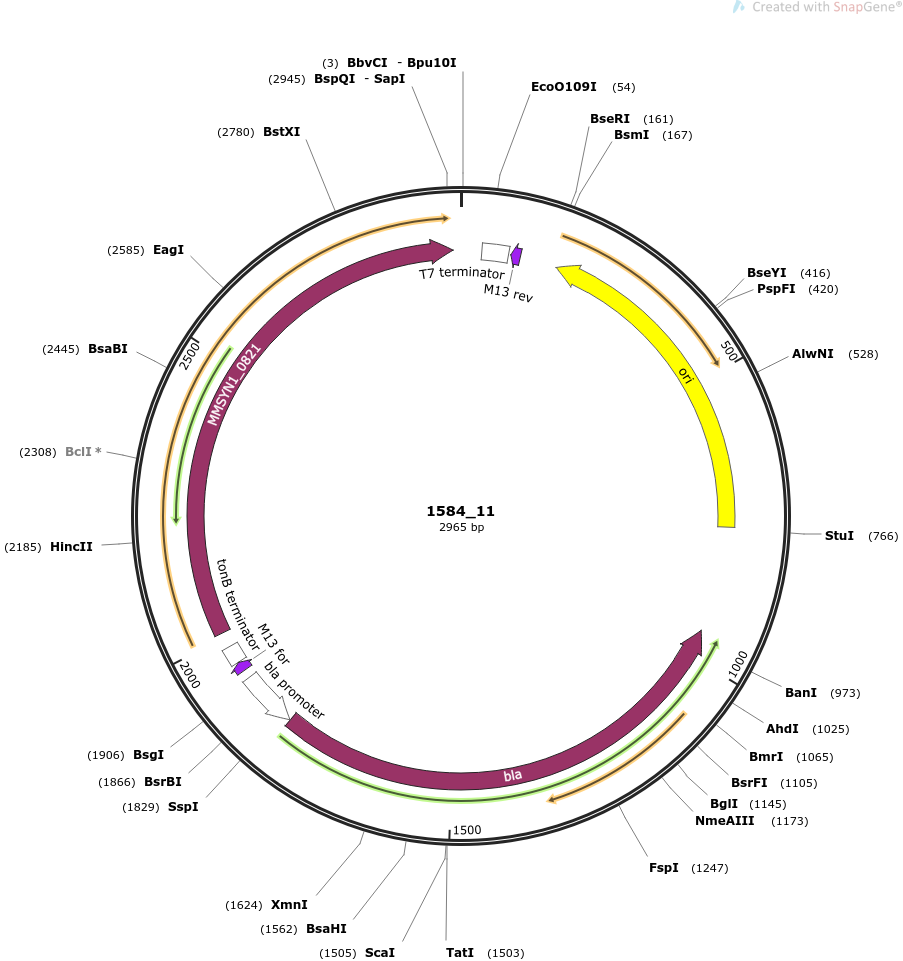 Created with SnapGene®
(3) BbvCI - Bpu10I
(2945) BspQI - SapI
EcoO109I (54)
(2780) BstXI
BseRI (161)
BsmI (167)
(2585) EagI
T7 terminator
M13 rev
BseYI (416)
PspFI (420)
(2445) BsaBI
2500
500
AlwNI (528)
MMSYN1_0821
ori
(2308) BclI *
1584_11
2965 bp
StuI (766)
(2185) HincII
tonB terminator
M13 for
bla promoter
2000
1000
BanI (973)
AhdI (1025)
(1906) BsgI
BmrI (1065)
(1866) BsrBI
bla
BsrFI (1105)
(1829) SspI
BglI (1145)
NmeAIII (1173)
1500
FspI (1247)
(1624) XmnI
(1562) BsaHI
(1505) ScaI
TatI (1503)